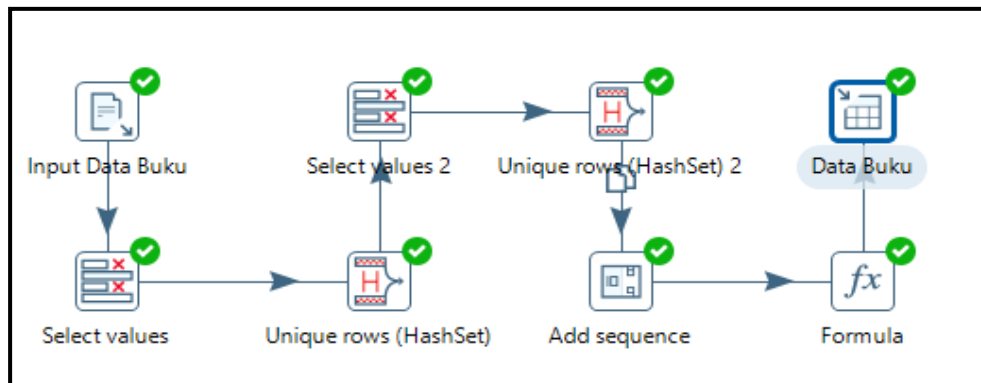 Input Data Buku
Select values 2
Unique rows (HashSet) 2
Data Buku
Select values
Unique rows (HashSet)
Add sequence
Formula
H
H
fx